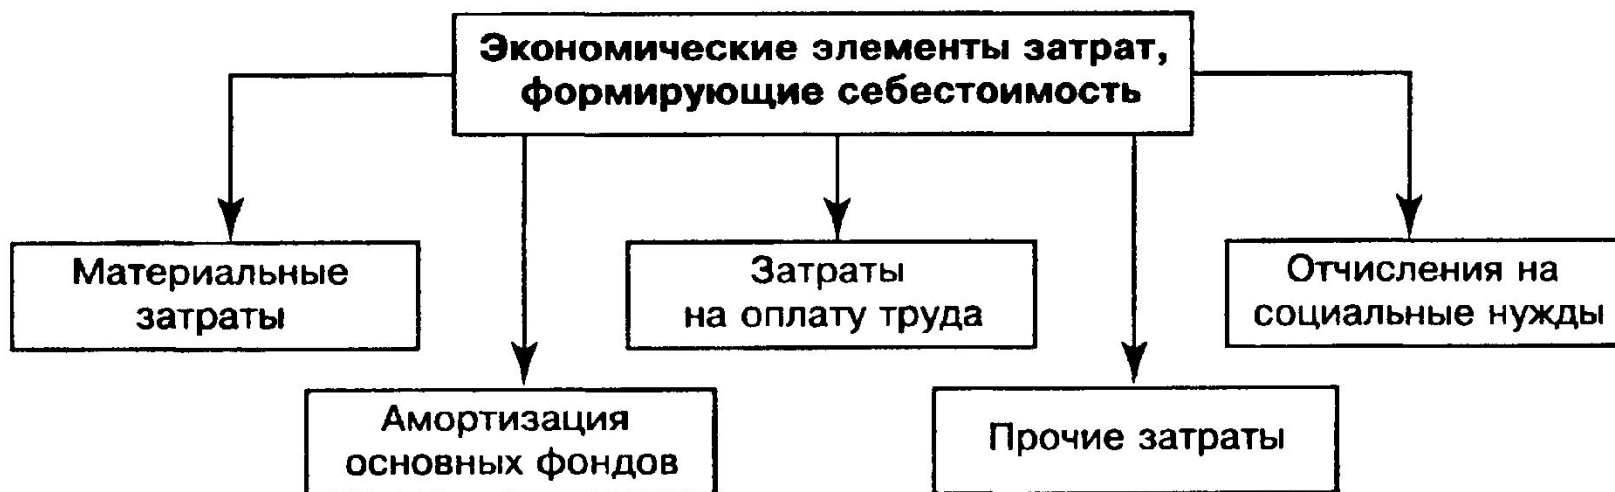 Экономические элементы затрат,
формирующие себестоимость
Материальные
затраты
Затраты
на оплату труда
Отчисления на
социальные нужды
Амортизация
основных фондов
Прочие затраты